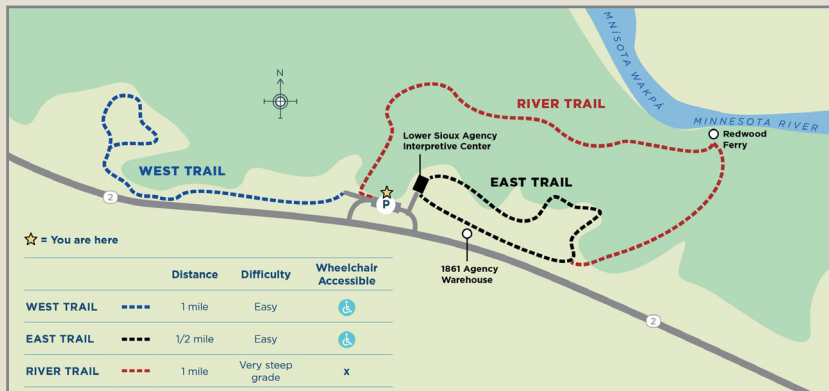 MNÍSOTA WAKPÁ
MINNESOTA RIVER
N
RIVER TRAIL
Redwood
Ferry
Lower Sioux Agency
Interpretive Center
WEST TRAIL
EAST TRAIL
2
P
= You are here
1861 Agency
Warehouse
2
Distance Difficulty Wheelchair
Accessible
WEST TRAIL 1 mile Easy
EAST TRAIL 1/2 mile Easy
RIVER TRAIL 1 mile Very steep
grade x